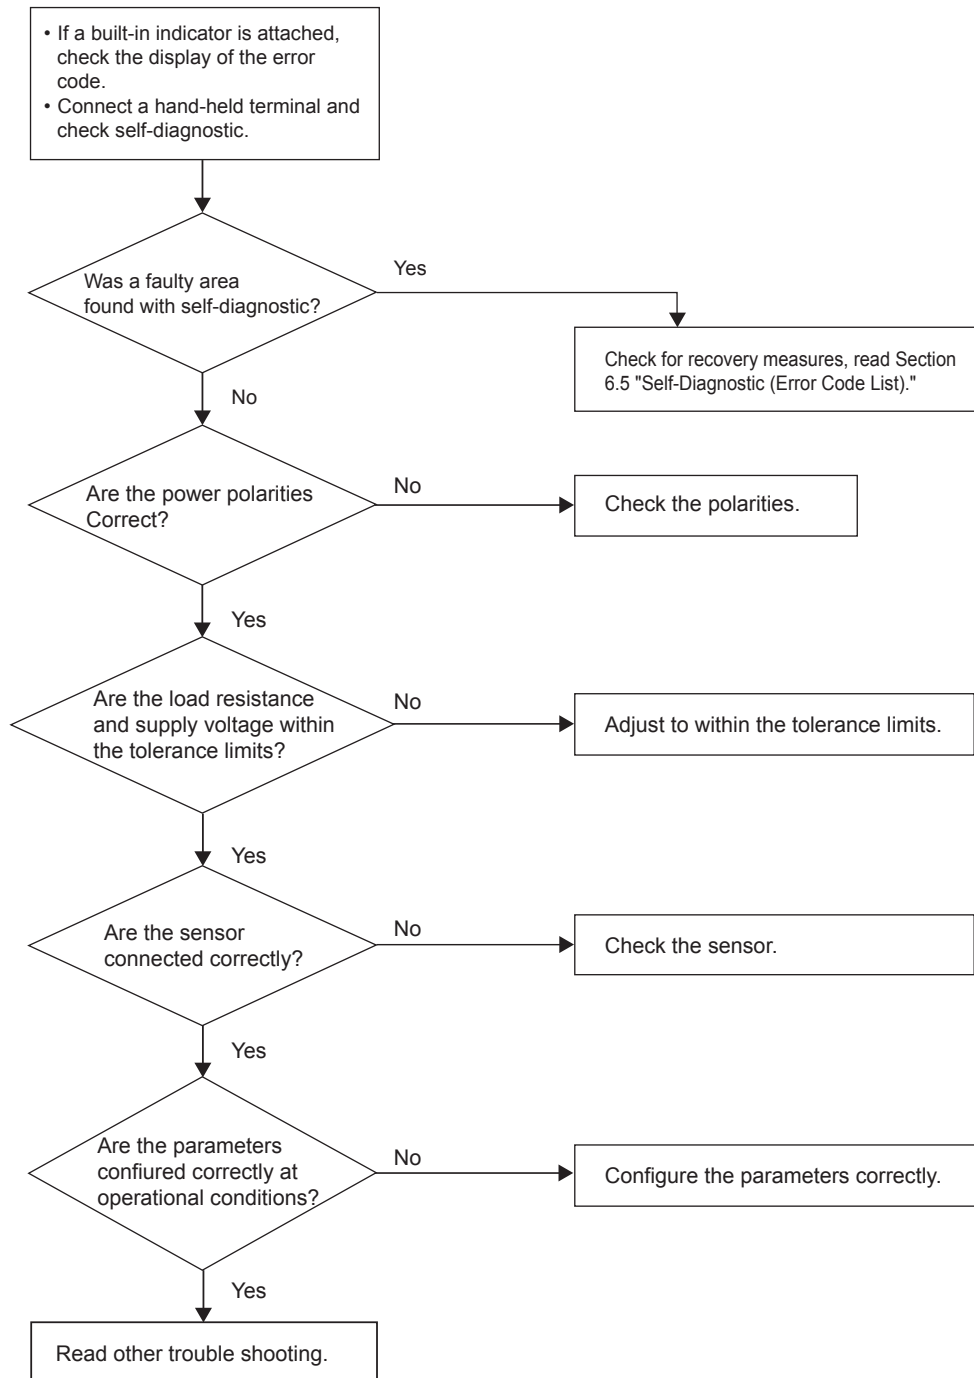 • If a built-in indicator is attached,
check the display of the error
code.
• Connect a hand-held terminal and
check self-diagnostic.
Was a faulty area
found with self-diagnostic?
Yes
Check for recovery measures, read Section
6.5 "Self-Diagnostic (Error Code List)."
No
Are the power polarities
Correct?
No
Check the polarities.
Yes
Are the load resistance
and supply voltage within
the tolerance limits?
No
Adjust to within the tolerance limits.
Yes
Are the sensor
connected correctly?
No
Check the sensor.
Yes
Are the parameters
confiured correctly at
operational conditions?
No
Configure the parameters correctly.
Yes
Read other trouble shooting.